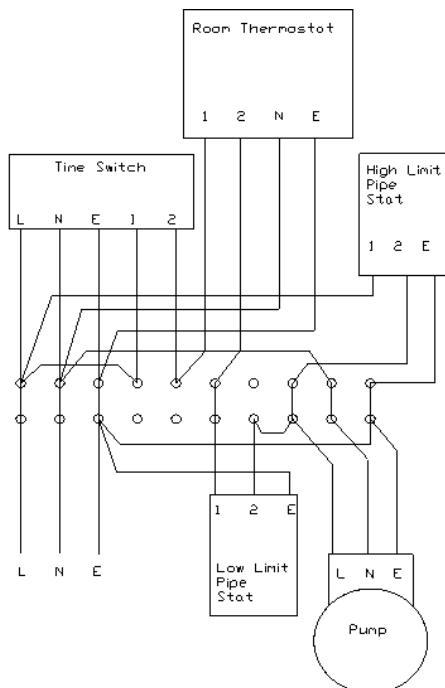 Room Thermostat
1 2 N E
Time Switch
L N E 1 2
High Limit
Pipe
Stat
1 2 E
1 2 E
Low Limit
Pipe
Stat
L N E
L N E
Pump